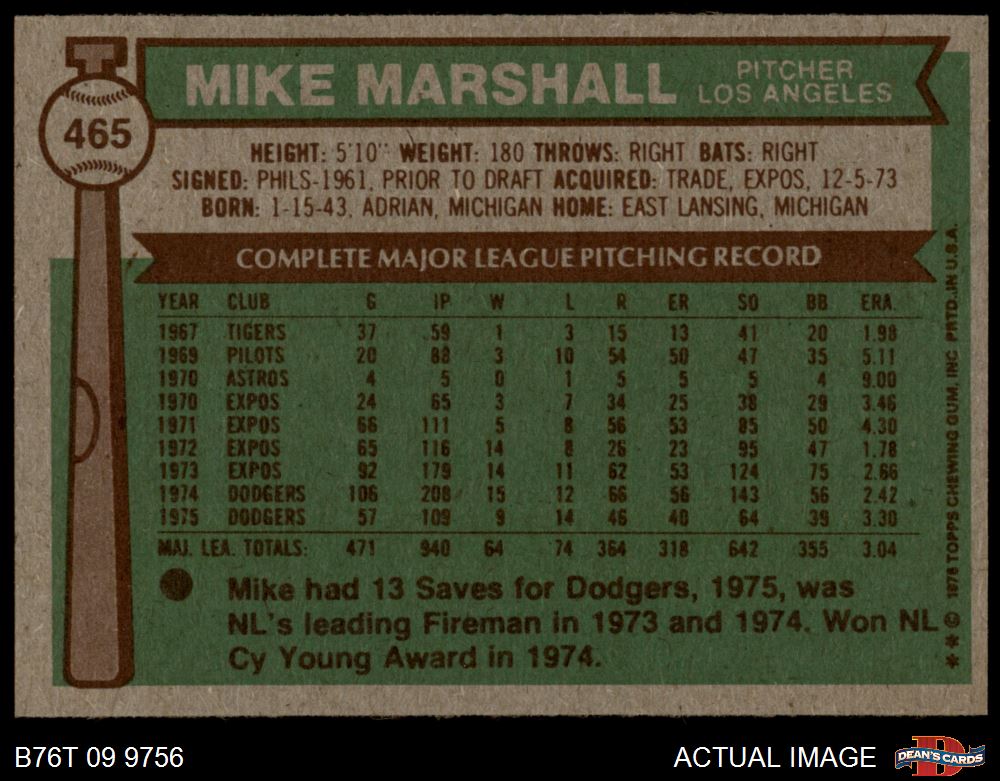 T
465
MIKE MARSHALL PITCHER
LOS ANGELES
HEIGHT: 5'10" WEIGHT: 180 THROWS: RIGHT BATS: RIGHT
SIGNED: PHILS-1961, PRIOR TO DRAFT ACQUIRED: TRADE, EXPOS, 12-5-73
BORN: 1-15-43, ADRIAN, MICHIGAN HOME: EAST LANSING, MICHIGAN
COMPLETE MAJOR LEAGUE PITCHING RECORD
YEAR CLUB G IP W L R ER SO BB ERA
1967 TIGERS 37 59 1 3 15 13 41 20 1.98
1969 PILOTS 20 88 3 10 54 50 47 35 5.11
1970 ASTROS 4 5 0 1 5 5 5 4 9.00
1970 EXPOS 24 65 3 7 34 25 38 29 3.46
1971 EXPOS 66 111 5 8 56 53 85 50 4.30
1972 EXPOS 65 116 14 8 26 23 95 47 1.78
1973 EXPOS 92 179 14 11 62 53 124 75 2.66
1974 DODGERS 106 208 15 12 66 56 143 56 2.42
1975 DODGERS 57 109 9 14 46 40 64 39 3.30
MAJ. LEA. TOTALS: 471 940 64 74 364 318 642 355 3.04
Mike had 13 Saves for Dodgers, 1975, was
NL's leading Fireman in 1973 and 1974. Won NL
Cy Young Award in 1974.
** © 1976 TOPPS CHEWING GUM, INC. PRTD. IN U.S.A.
B76T 09 9756
ACTUAL IMAGE
D
DEAN'S CARDS